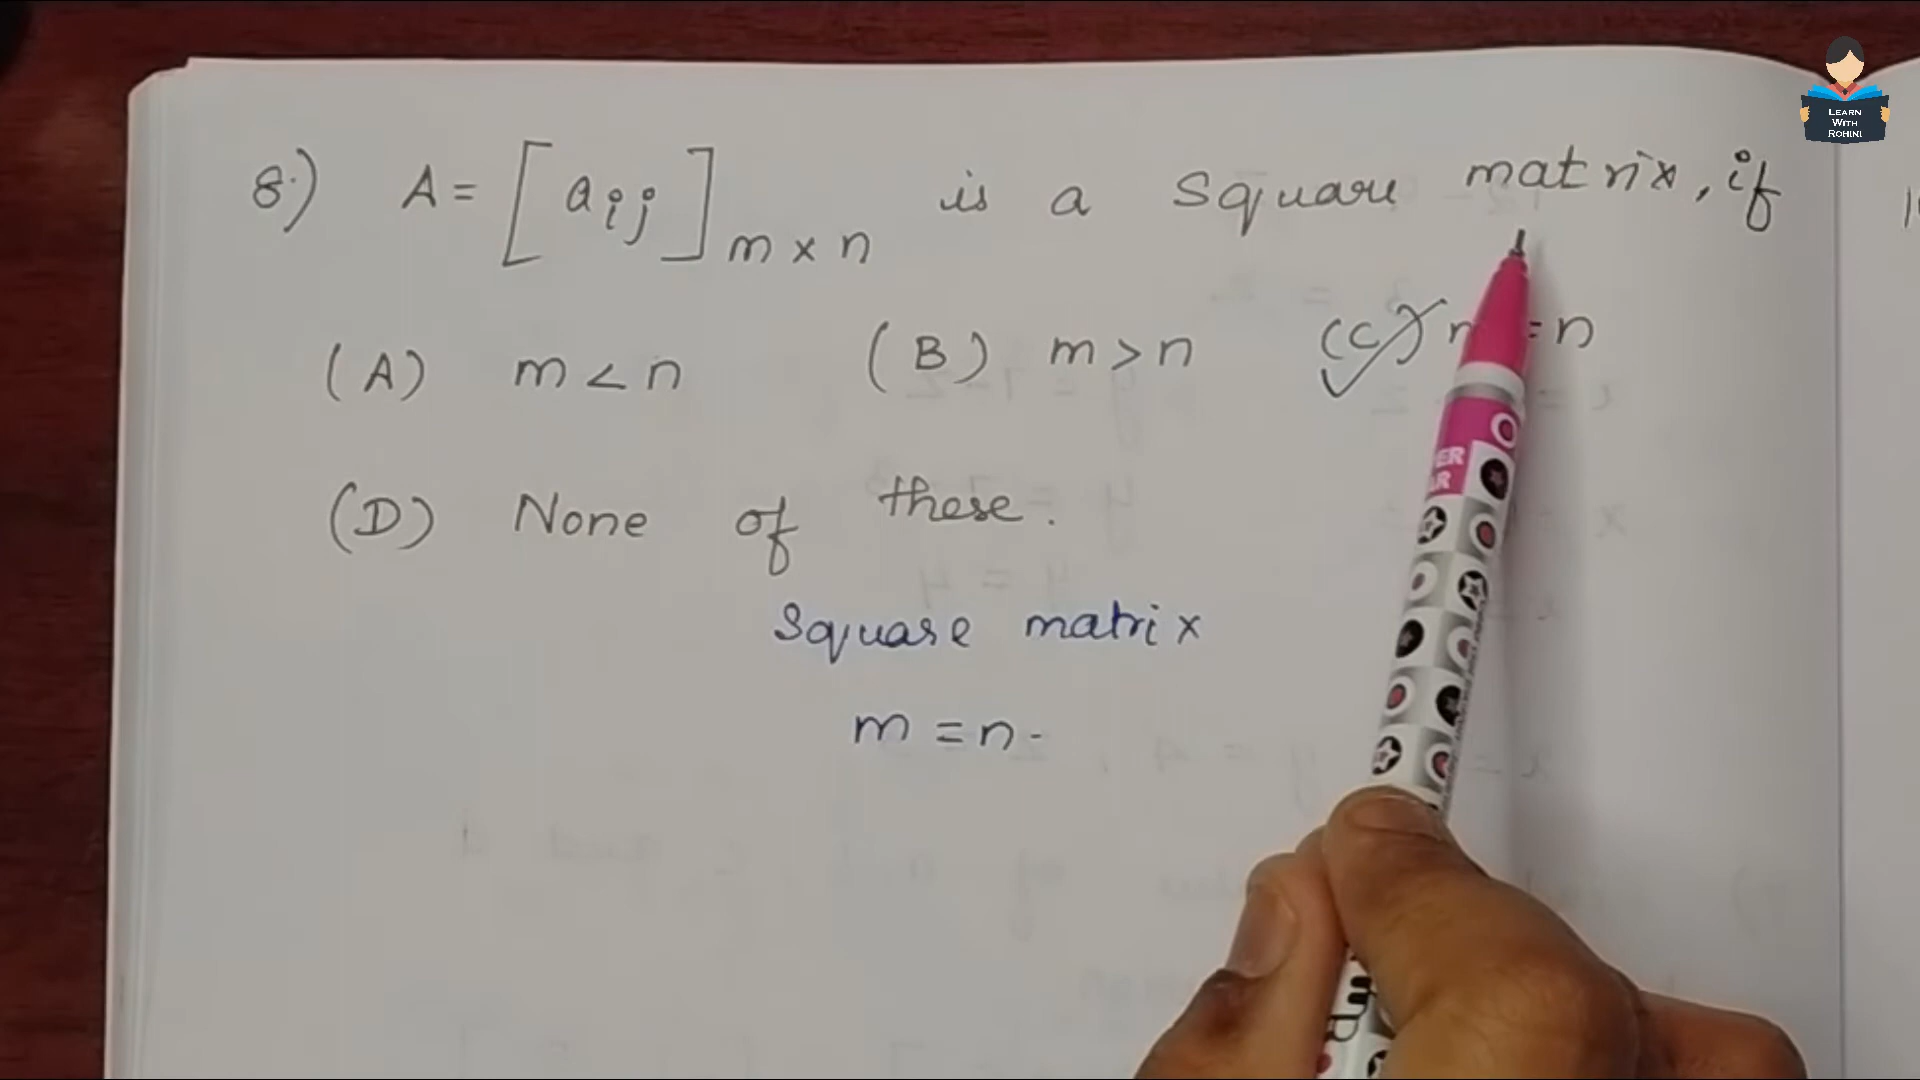 8.) A = [aij] m × n is a square matrix, if
(A) m < n (B) m > n (C) m = n
(D) None of these.
Square matrix
m = n.
LEARN
WITH
ROHINI